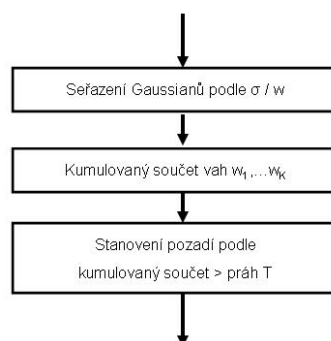 Seřazení Gaussianů podle σ / w
Kumulovaný součet vah w₁,...wₖ
Stanovení pozadí podle
kumulovaný součet > práh T